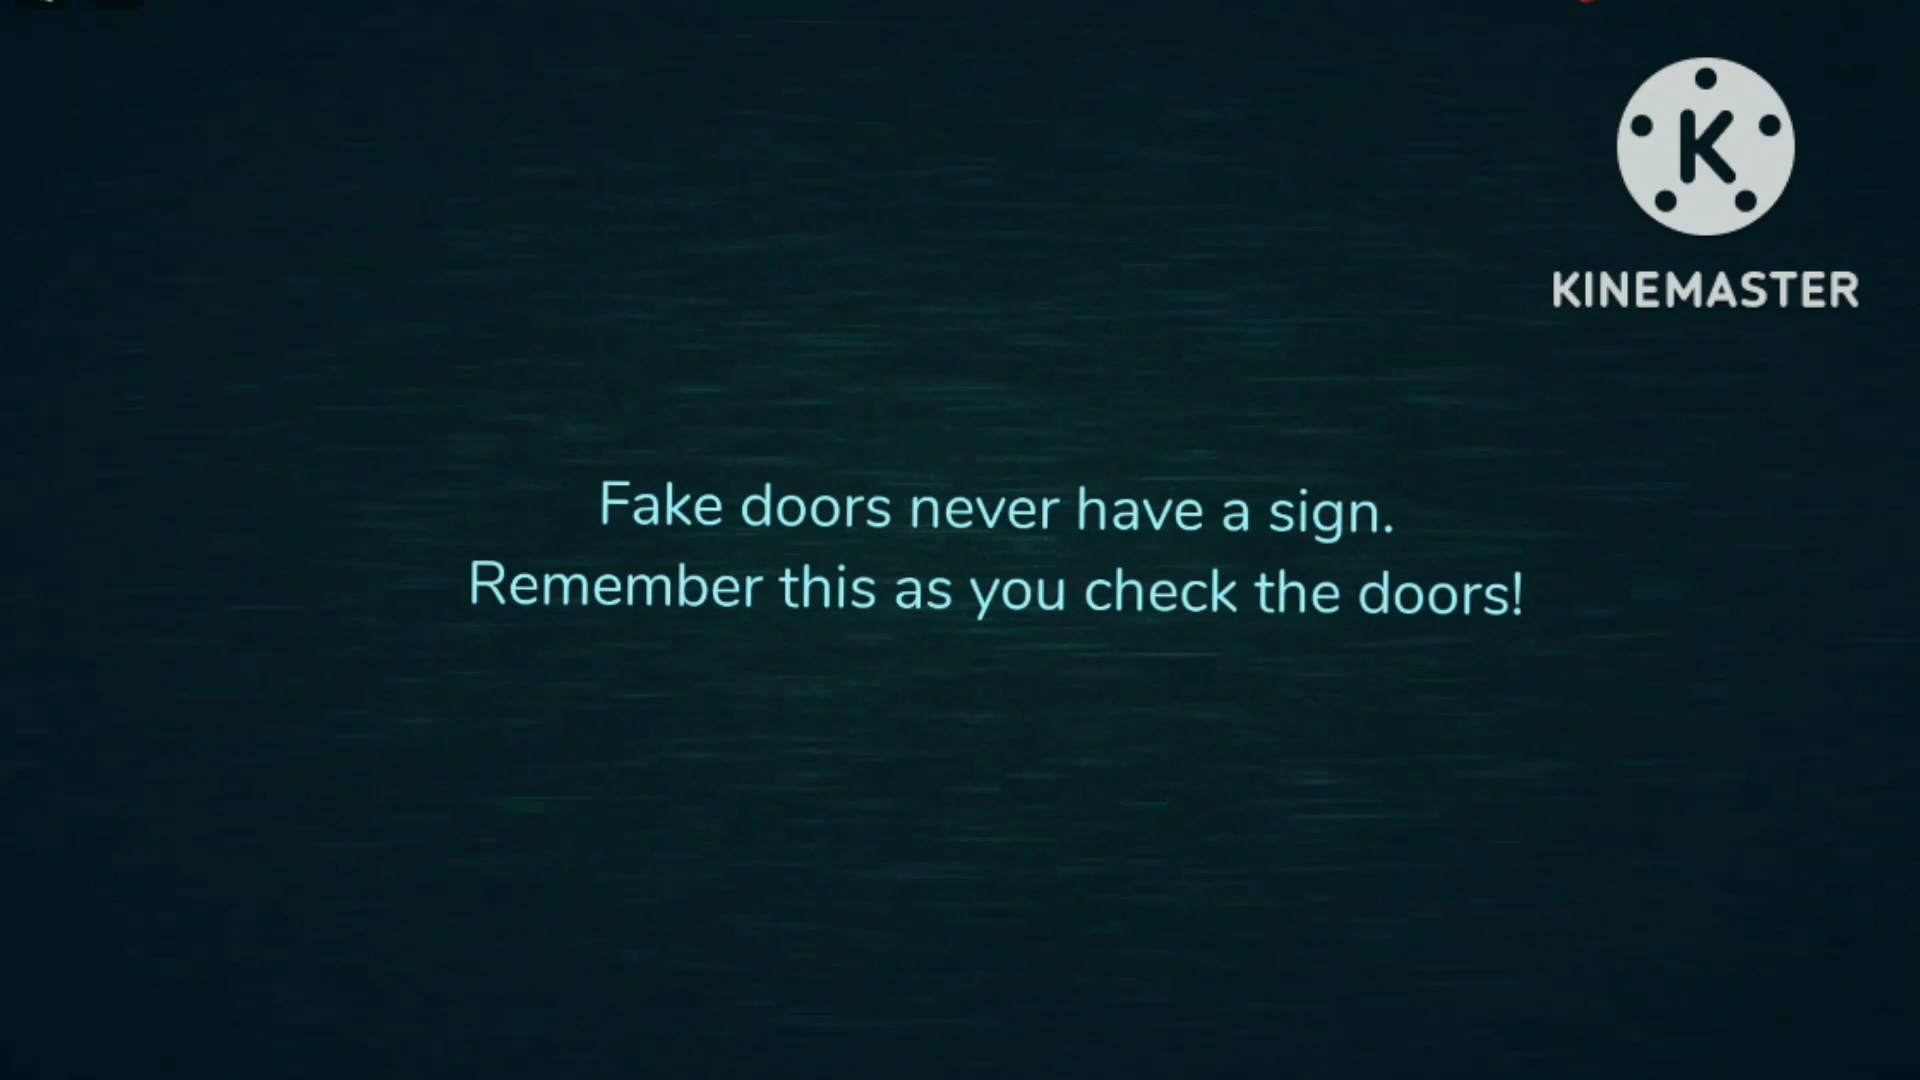 K
KINEMASTER
Fake doors never have a sign.
Remember this as you check the doors!